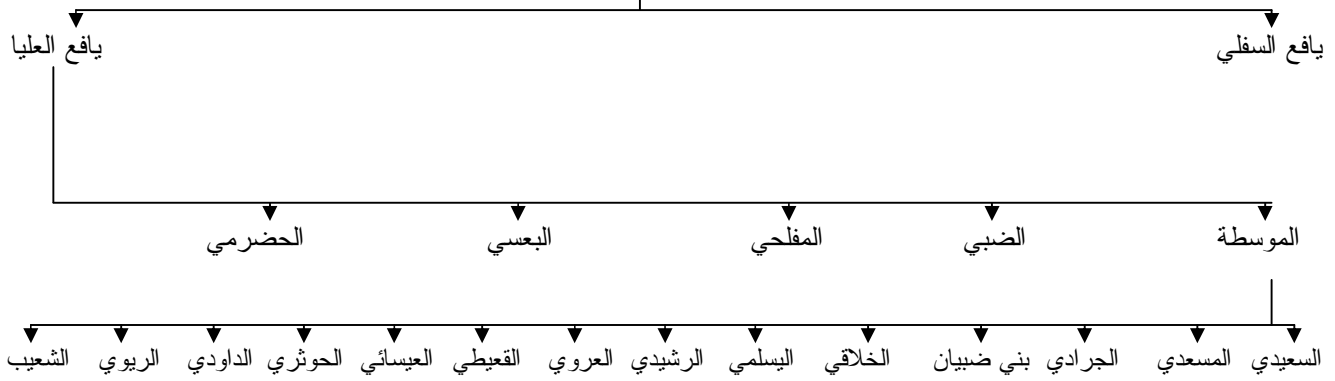 يافع السفلي يافع العليا
الموسطة الضبي المفلحي البعسي الحضرمي
السعيدي المسعدي الجرادي بني ضبيان الخلاقي اليسلمي الرشيدي العروي القعيطي العيسائي الحوثري الداودي الريوي الشعيب